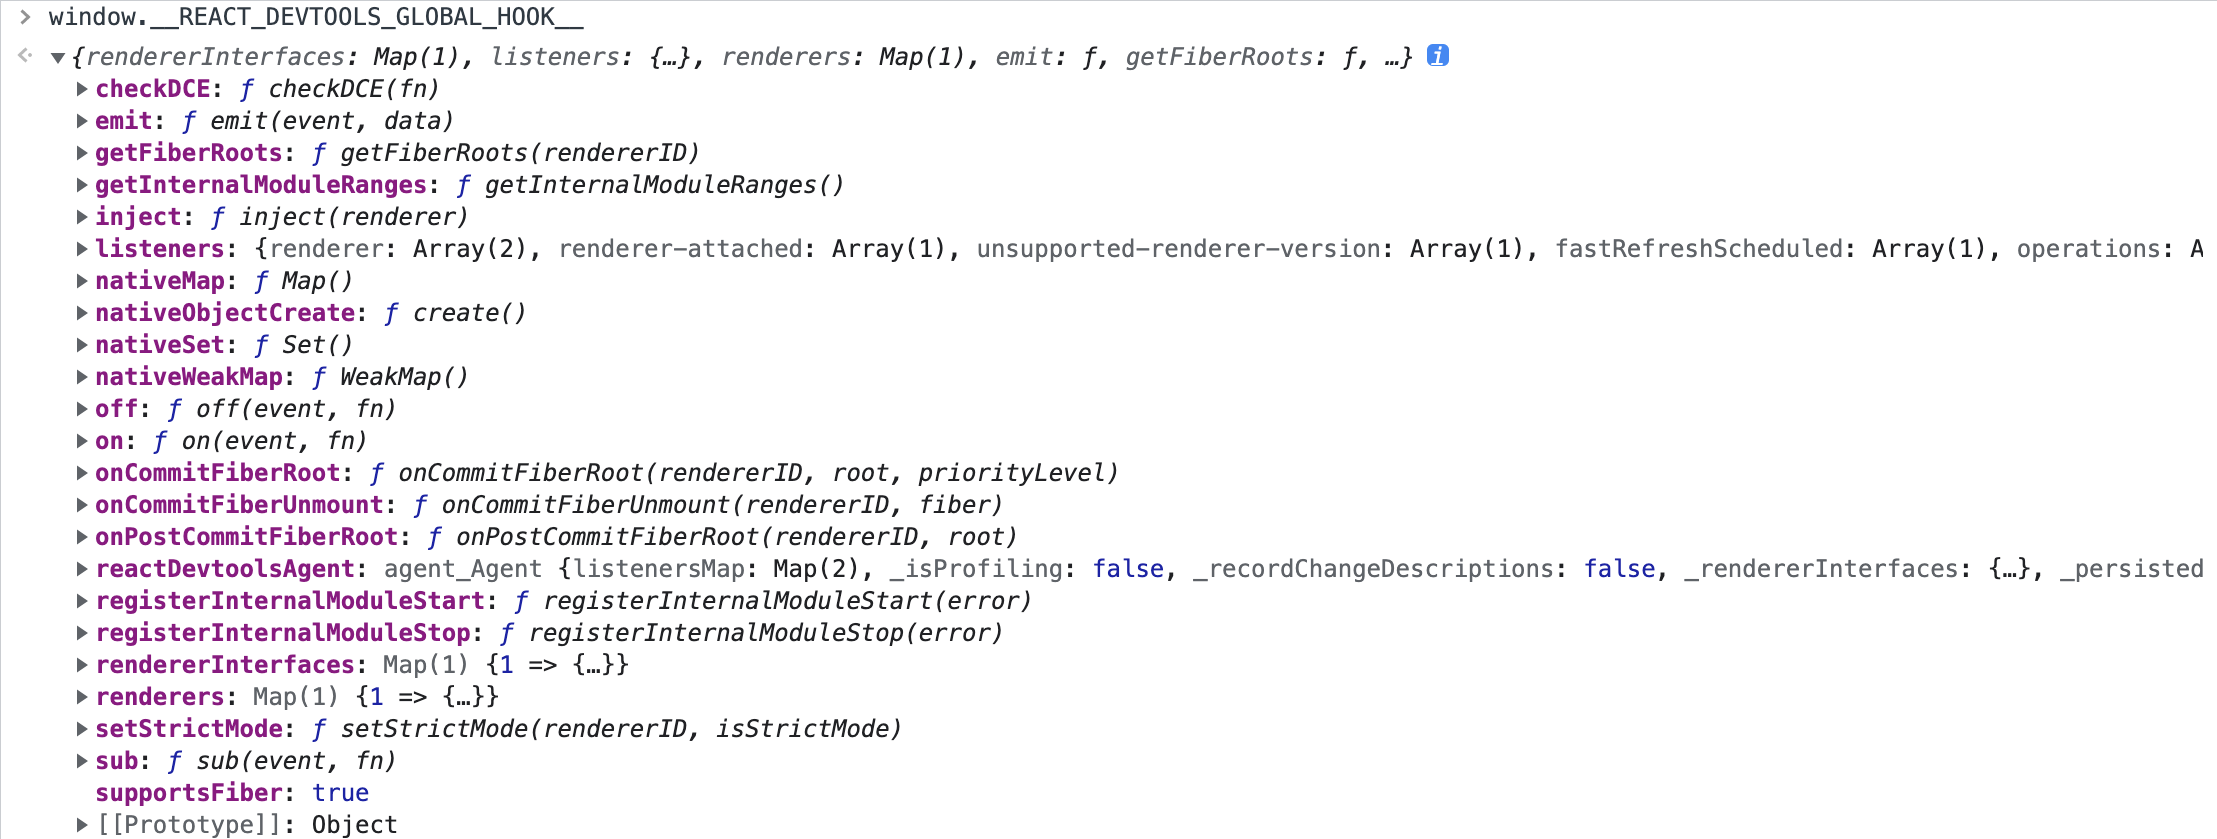 > window.__REACT_DEVTOOLS_GLOBAL_HOOK__
{rendererInterfaces: Map(1), listeners: {…}, renderers: Map(1), emit: ƒ, getFiberRoots: ƒ, …} i
checkDCE: ƒ checkDCE(fn)
emit: ƒ emit(event, data)
getFiberRoots: ƒ getFiberRoots(rendererID)
getInternalModuleRanges: ƒ getInternalModuleRanges()
inject: ƒ inject(renderer)
listeners: {renderer: Array(2), renderer-attached: Array(1), unsupported-renderer-version: Array(1), fastRefreshScheduled: Array(1), operations: A
nativeMap: ƒ Map()
nativeObjectCreate: ƒ create()
nativeSet: ƒ Set()
nativeWeakMap: ƒ WeakMap()
off: ƒ off(event, fn)
on: ƒ on(event, fn)
onCommitFiberRoot: ƒ onCommitFiberRoot(rendererID, root, priorityLevel)
onCommitFiberUnmount: ƒ onCommitFiberUnmount(rendererID, fiber)
onPostCommitFiberRoot: ƒ onPostCommitFiberRoot(rendererID, root)
reactDevtoolsAgent: agent_Agent {listenersMap: Map(2), _isProfiling: false, _recordChangeDescriptions: false, _rendererInterfaces: {…}, _persisted
registerInternalModuleStart: ƒ registerInternalModuleStart(error)
registerInternalModuleStop: ƒ registerInternalModuleStop(error)
rendererInterfaces: Map(1) {1 => {…}}
renderers: Map(1) {1 => {…}}
setStrictMode: ƒ setStrictMode(rendererID, isStrictMode)
sub: ƒ sub(event, fn)
supportsFiber: true
[[Prototype]]: Object